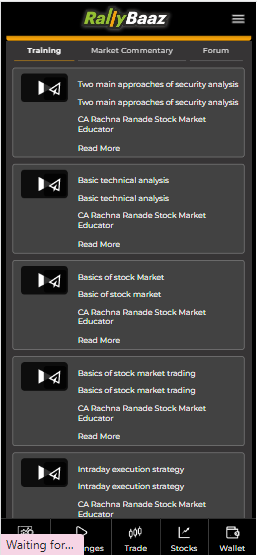 RallyBaaz
Training Market Commentary Forum
Two main approaches of security analysis
Two main approaches of security analysis
CA Rachna Ranade Stock Market
Educator
Read More
Basic technical analysis
Basic technical analysis
CA Rachna Ranade Stock Market
Educator
Read More
Basics of stock Market
Basic of stock market
CA Rachna Ranade Stock Market
Educator
Read More
Basics of stock market trading
Basics of stock market trading
CA Rachna Ranade Stock Market
Educator
Read More
Intraday execution strategy
Intraday execution strategy
CA Rachna Ranade Stock Market
Educator
Waiting for... nges Trade Stocks Wallet